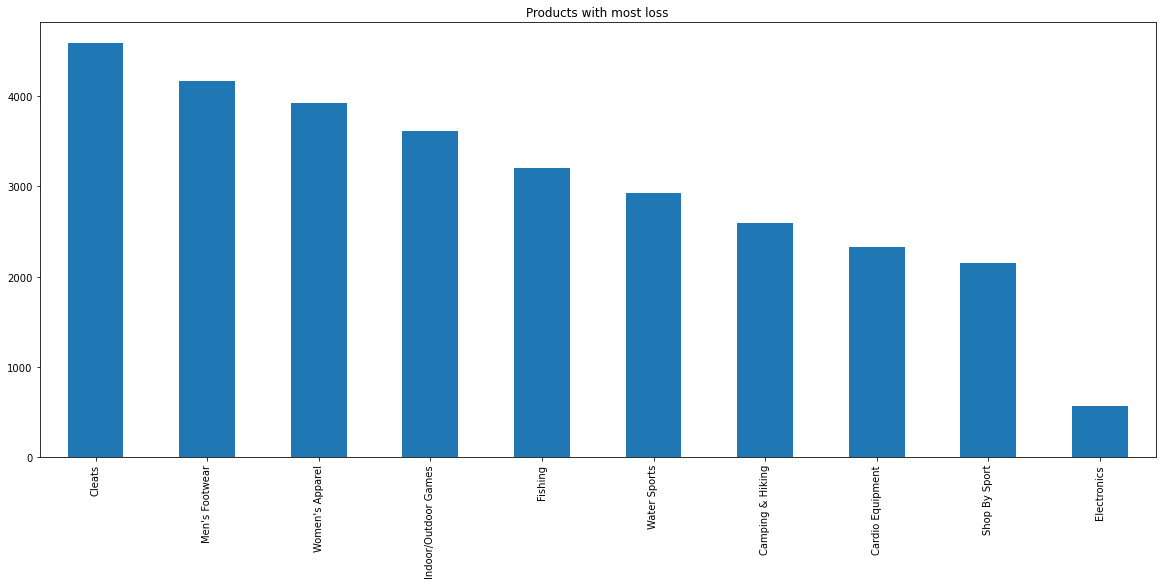 Products with most loss
4000
3000
2000
1000
0
Cleats
Men's Footwear
Women's Apparel
Indoor/Outdoor Games
Fishing
Water Sports
Camping & Hiking
Cardio Equipment
Shop By Sport
Electronics